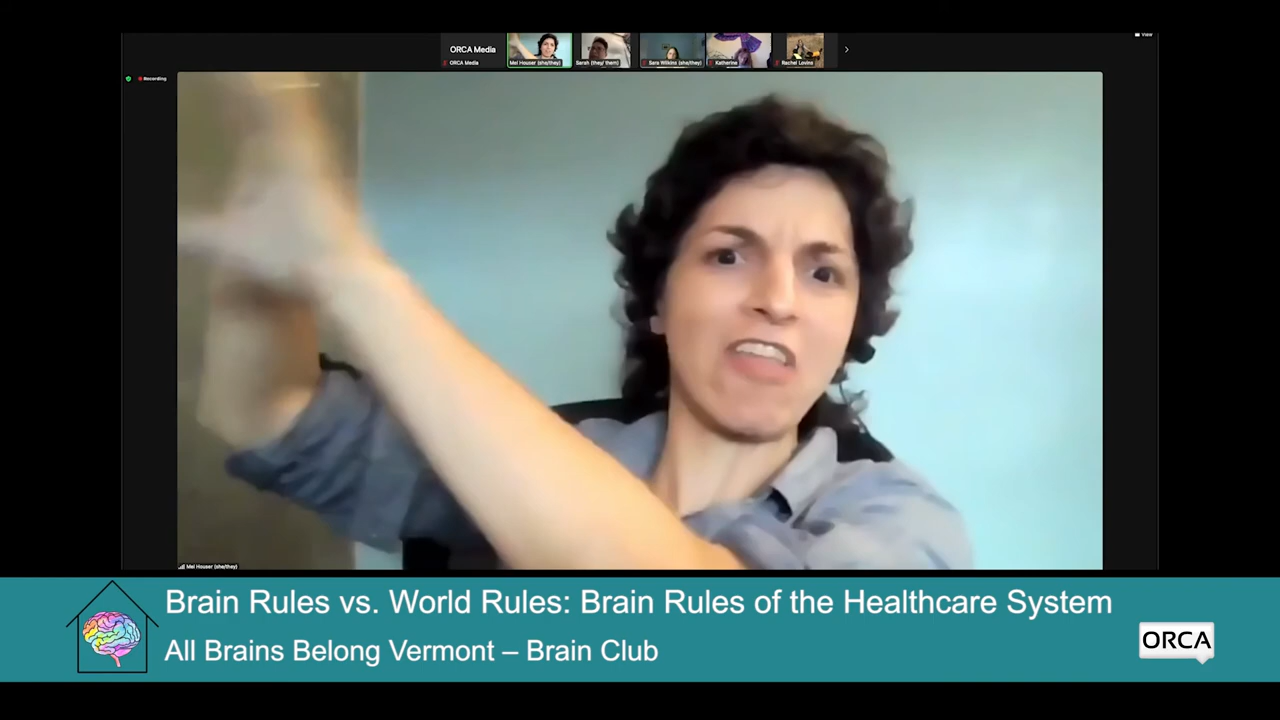 View
ORCA Media
ORCA Media
Mel Houser (she/they)
Sarah (they/ them)
Sara Wilkins (she/they)
Katherine
Rachel Lovins
Recording
Mel Houser (she/they)
Brain Rules vs. World Rules: Brain Rules of the Healthcare System
All Brains Belong Vermont – Brain Club
ORCA